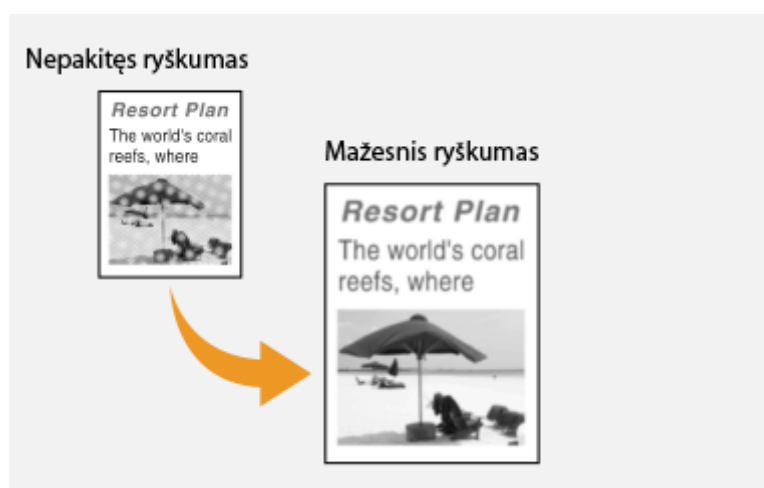 Nepakitęs ryškumas
Resort Plan
The world's coral
reefs, where
Mažesnis ryškumas
Resort Plan
The world's coral
reefs, where